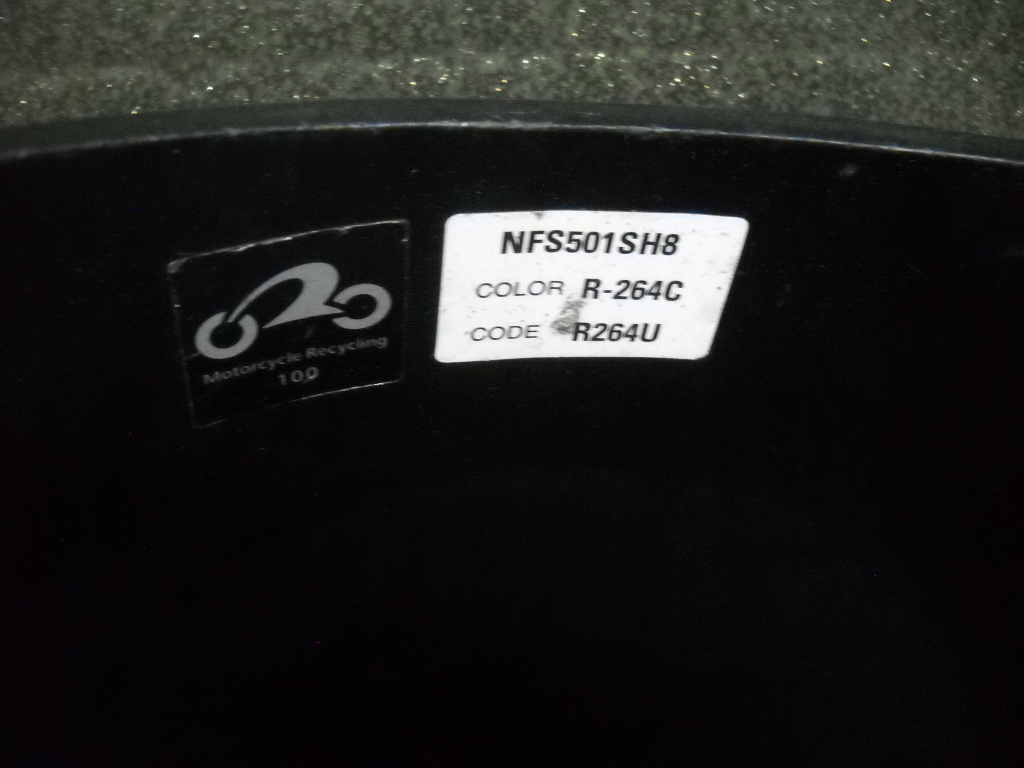 Motorcycle Recycling
100
NFS501SH8
COLOR R-264C
CODE R264U